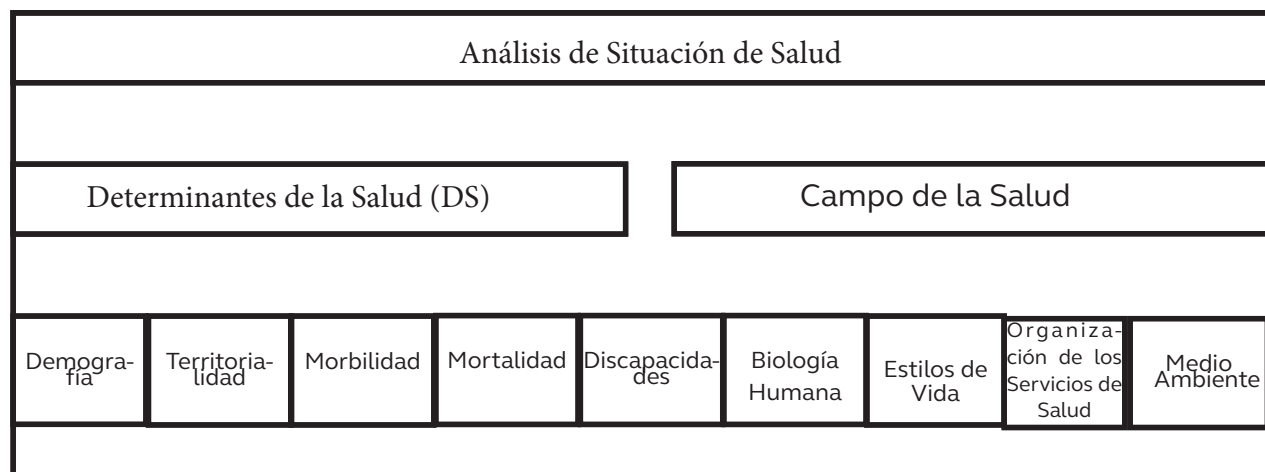 Análisis de Situación de Salud
Determinantes de la Salud (DS)
Campo de la Salud
Demogra-
fía
Territoria-
lidad
Morbilidad
Mortalidad
Discapacida-
des
Biología
Humana
Estilos de
Vida
Organiza-
ción de los
Servicios de
Salud
Medio
Ambiente